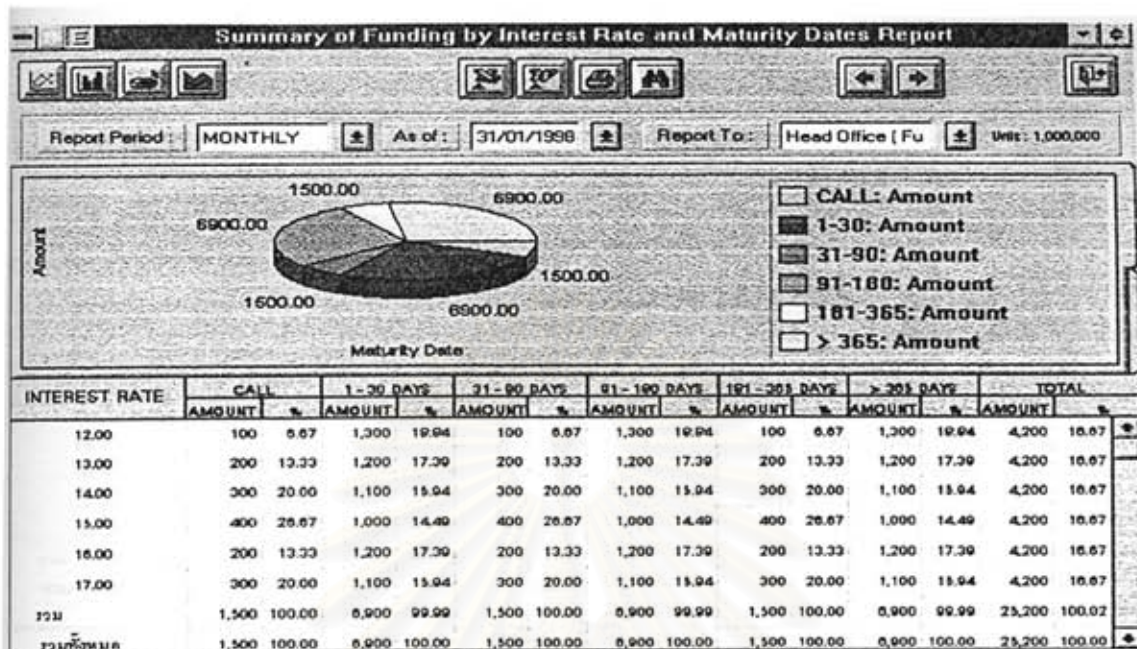 Summary of Funding by Interest Rate and Maturity Dates Report
Report Period : MONTHLY As of : 31/01/1998 Report To : Head Office ( Fu Units : 1,000,000
1500.00
6900.00
6900.00
Amount
1500.00
1500.00
6900.00
Maturity Date
CALL: Amount
1-30: Amount
31-90: Amount
91-180: Amount
181-365: Amount
> 365: Amount
INTEREST RATE CALL 1 - 30 DAYS 31 - 90 DAYS 91 - 180 DAYS 181 - 365 DAYS > 365 DAYS TOTAL
AMOUNT % AMOUNT % AMOUNT % AMOUNT % AMOUNT % AMOUNT % AMOUNT %
12.00 100 6.67 1,300 18.84 100 6.67 1,300 18.84 100 6.67 1,300 18.84 4,200 16.67
13.00 200 13.33 1,200 17.39 200 13.33 1,200 17.39 200 13.33 1,200 17.39 4,200 16.67
14.00 300 20.00 1,100 15.94 300 20.00 1,100 15.94 300 20.00 1,100 15.94 4,200 16.67
15.00 400 26.67 1,000 14.49 400 26.67 1,000 14.49 400 26.67 1,000 14.49 4,200 16.67
16.00 200 13.33 1,200 17.39 200 13.33 1,200 17.39 200 13.33 1,200 17.39 4,200 16.67
17.00 300 20.00 1,100 15.94 300 20.00 1,100 15.94 300 20.00 1,100 15.94 4,200 16.67
รวม 1,500 100.00 6,900 99.99 1,500 100.00 6,900 99.99 1,500 100.00 6,900 99.99 25,200 100.02
รวมทั้งหมด 1,500 100.00 6,900 100.00 1,500 100.00 6,900 100.00 1,500 100.00 6,900 100.00 25,200 100.00